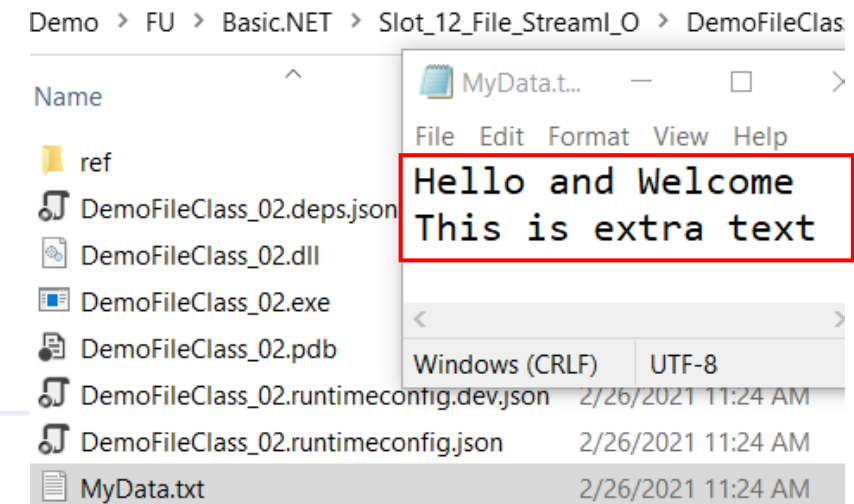 Demo > FU > Basic.NET > Slot_12_File_StreamI_O > DemoFileClas
Name
ref
DemoFileClass_02.deps.json
DemoFileClass_02.dll
DemoFileClass_02.exe
DemoFileClass_02.pdb
DemoFileClass_02.runtimeconfig.dev.json 2/26/2021 11:24 AM
DemoFileClass_02.runtimeconfig.json 2/26/2021 11:24 AM
MyData.txt 2/26/2021 11:24 AM
MyData.t...
File Edit Format View Help
Hello and Welcome
This is extra text
Windows (CRLF) UTF-8